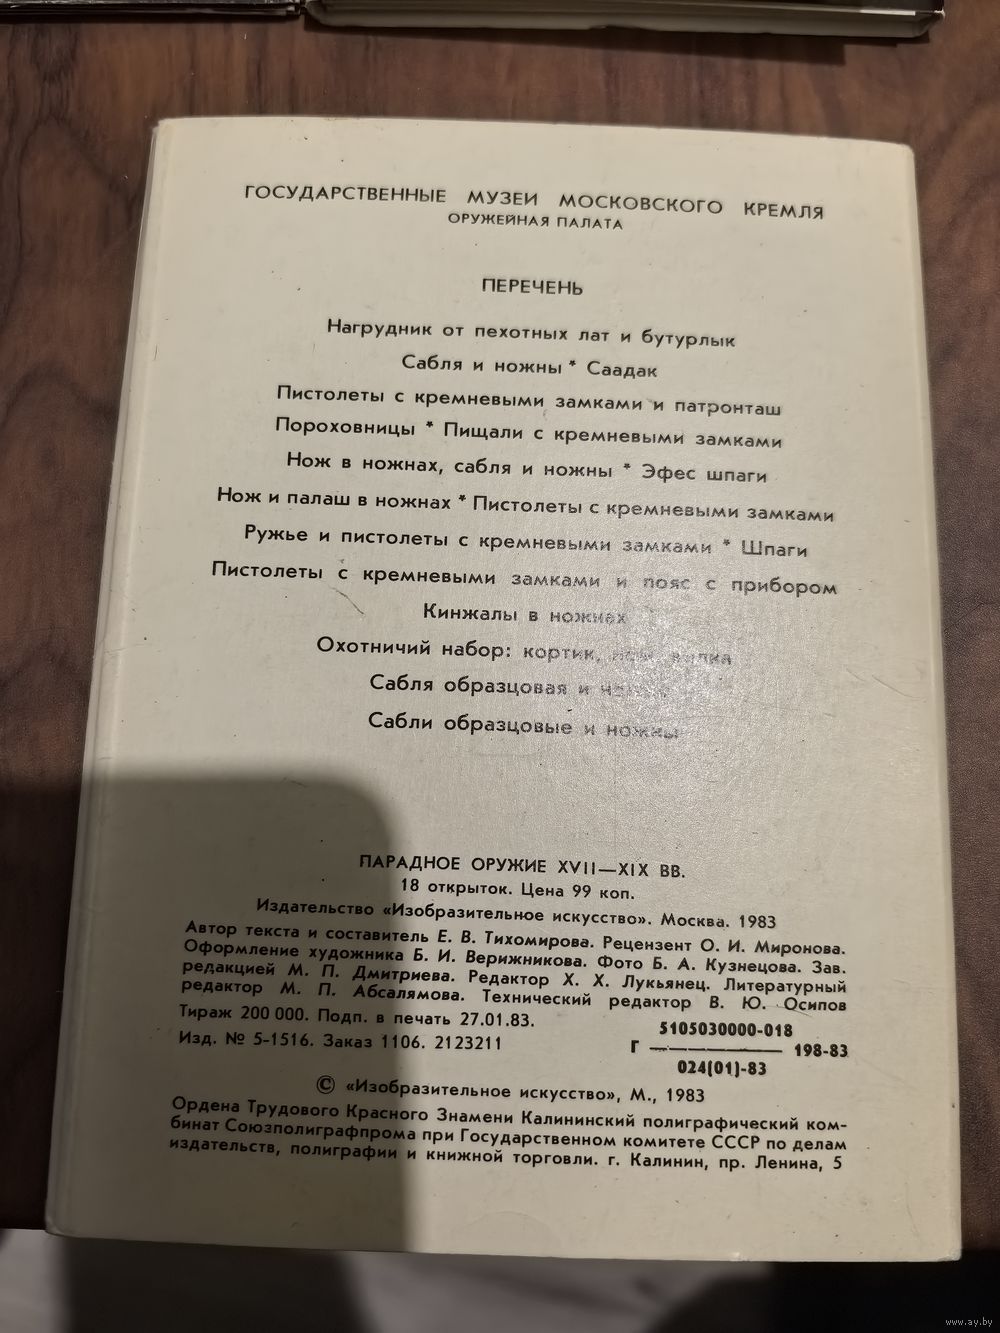 ГОСУДАРСТВЕННЫЕ МУЗЕИ МОСКОВСКОГО КРЕМЛЯ
ОРУЖЕЙНАЯ ПАЛАТА
ПЕРЕЧЕНЬ
Нагрудник от пехотных лат и бутурлык
Сабля и ножны * Саадак
Пистолеты с кремневыми замками и патронташ
Пороховницы * Пищали с кремневыми замками
Нож в ножнах, сабля и ножны * Эфес шпаги
Нож и палаш в ножнах * Пистолеты с кремневыми замками
Ружье и пистолеты с кремневыми замками * Шпаги
Пистолеты с кремневыми замками и пояс с прибором
Кинжалы в ножнах
Охотничий набор: кортик, нож, вилка
Сабля образцовая и ножны
Сабли образцовые и ножны
ПАРАДНОЕ ОРУЖИЕ XVII—XIX ВВ.
18 открыток. Цена 99 коп.
Издательство «Изобразительное искусство». Москва. 1983
Автор текста и составитель Е. В. Тихомирова. Рецензент О. И. Миронова.
Оформление художника Б. И. Верижникова. Фото Б. А. Кузнецова. Зав.
редакцией М. П. Дмитриева. Редактор Х. Х. Лукьянец. Литературный
редактор М. П. Абсалямова. Технический редактор В. Ю. Осипов
Тираж 200 000. Подп. в печать 27.01.83.
Изд. № 5-1516. Заказ 1106. 2123211
5105030000-018
Г ———— 198-83
024(01)-83
© «Изобразительное искусство», М., 1983
Ордена Трудового Красного Знамени Калининский полиграфический ком-
бинат Союзполиграфпрома при Государственном комитете СССР по делам
издательств, полиграфии и книжной торговли. г. Калинин, пр. Ленина, 5
www.ay.by